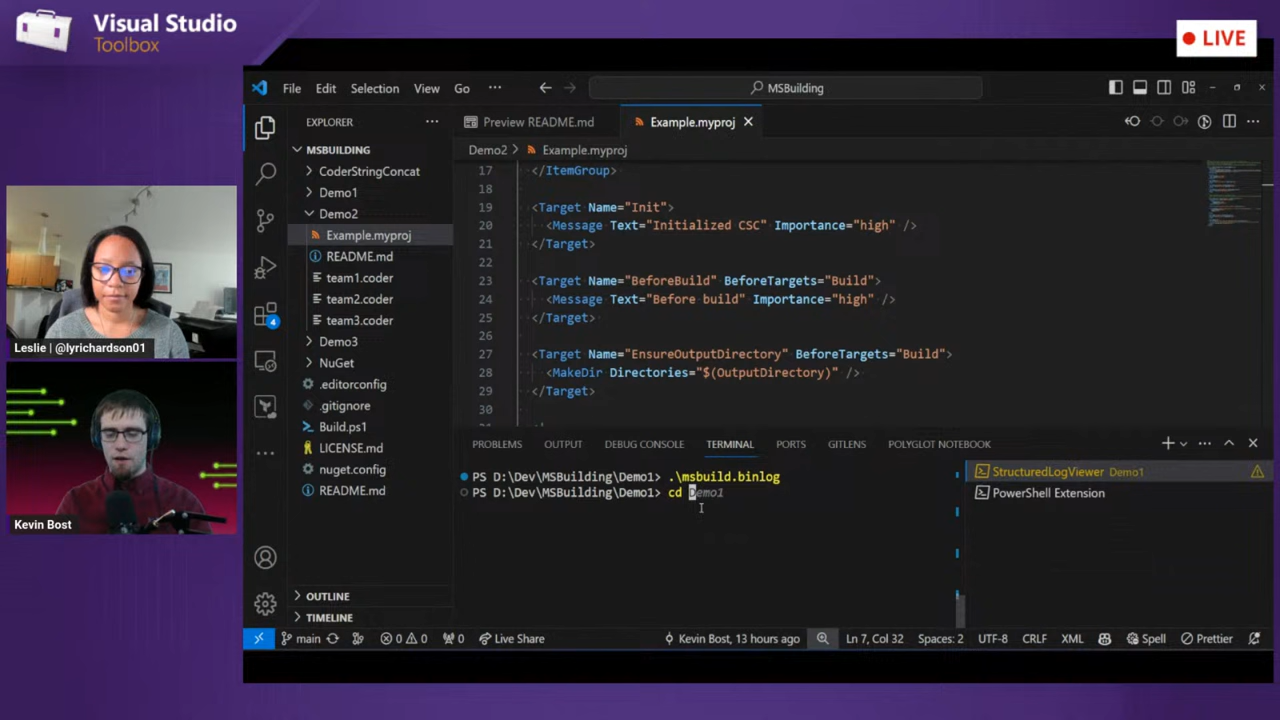 Visual Studio
Toolbox
LIVE
File Edit Selection View Go ··· MSBuilding
EXPLORER ···
MSBUILDING
CoderStringConcat
Demo1
Demo2
Example.myproj
README.md
team1.coder
team2.coder
team3.coder
Demo3
NuGet
.editorconfig
.gitignore
Build.ps1
LICENSE.md
nuget.config
README.md
OUTLINE
TIMELINE
4
Preview README.md Example.myproj
Demo2 > Example.myproj
17 </ItemGroup>
18
19 <Target Name="Init">
20 <Message Text="Initialized CSC" Importance="high" />
21 </Target>
22
23 <Target Name="BeforeBuild" BeforeTargets="Build">
24 <Message Text="Before build" Importance="high" />
25 </Target>
26
27 <Target Name="EnsureOutputDirectory" BeforeTargets="Build">
28 <MakeDir Directories="$(OutputDirectory)" />
29 </Target>
30
PROBLEMS OUTPUT DEBUG CONSOLE TERMINAL PORTS GITLENS POLYGLOT NOTEBOOK
PS D:\Dev\MSBuilding\Demo1> .\msbuild.binlog
PS D:\Dev\MSBuilding\Demo1> cd Demo1
StructuredLogViewer Demo1
PowerShell Extension
main 0 0 0 Live Share Kevin Bost, 13 hours ago Ln 7, Col 32 Spaces: 2 UTF-8 CRLF XML Spell Prettier
Leslie | @lyrichardson01
Kevin Bost